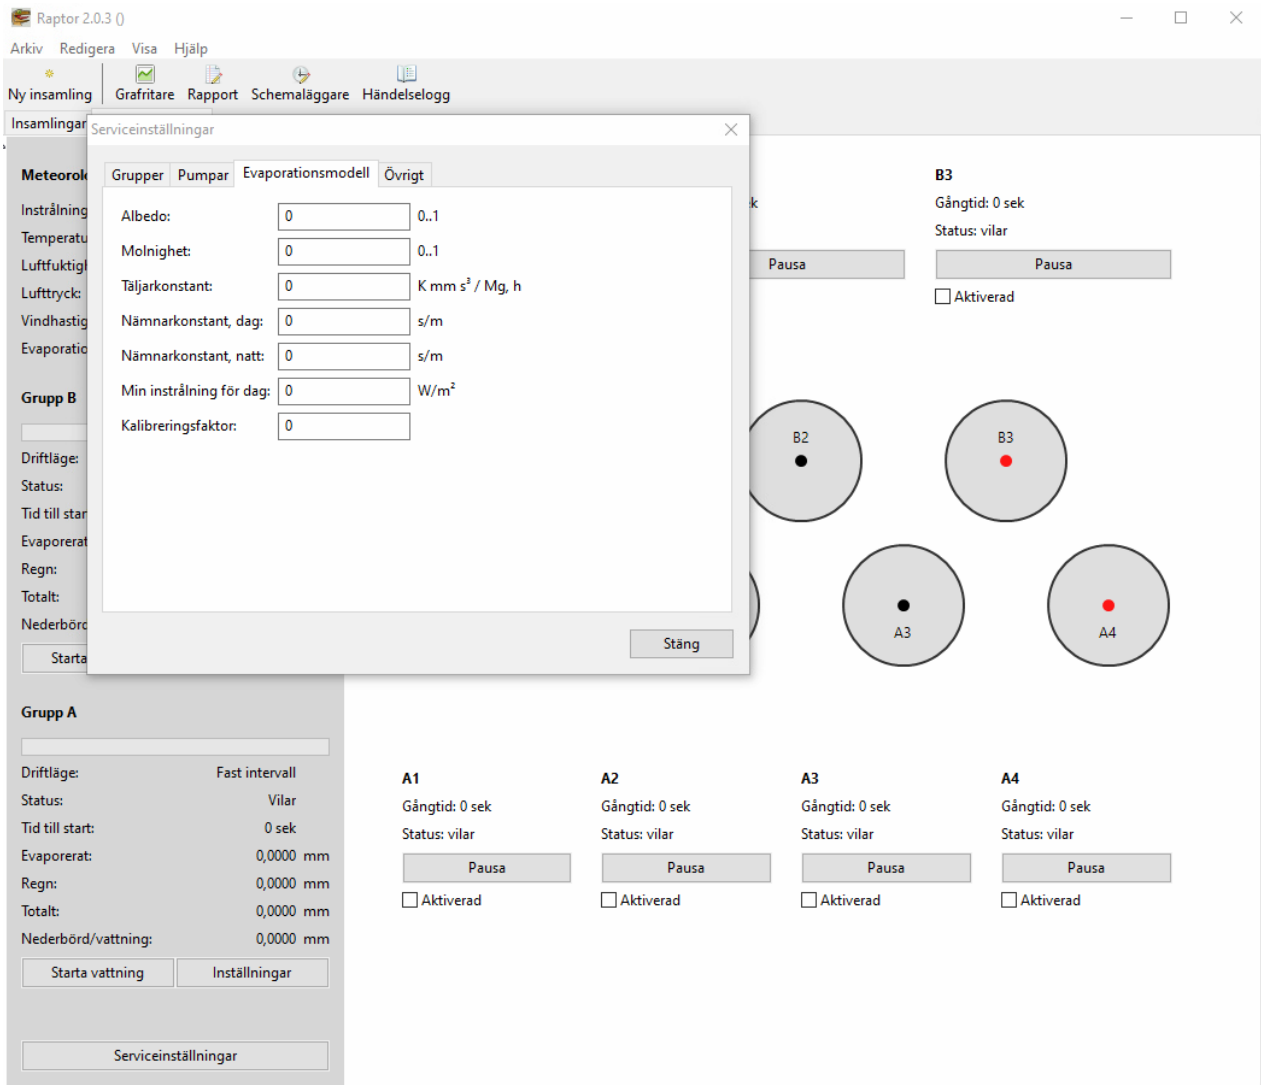 Raptor 2.0.3 ()
Arkiv Redigera Visa Hjälp
Ny insamling Grafritare Rapport Schemaläggare Händelselogg
Insamlingar
Serviceinställningar
Grupper Pumpar Evaporationsmodell Övrigt
Albedo: 0 0..1
Molnighet: 0 0..1
Täljarkonstant: 0 K mm s³ / Mg, h
Nämnarkonstant, dag: 0 s/m
Nämnarkonstant, natt: 0 s/m
Min instrålning för dag: 0 W/m²
Kalibreringsfaktor: 0
Stäng
Instrålning
Lufttryck:
Grupp B
Driftläge:
Status:
Tid till star
Evaporerat
Regn:
Totalt:
Starta
Grupp A
Driftläge: Fast intervall
Status: Vilar
Tid till start: 0 sek
Evaporerat: 0,0000 mm
Regn: 0,0000 mm
Totalt: 0,0000 mm
Nederbörd/vattning: 0,0000 mm
Starta vattning Inställningar
Serviceinställningar
Pausa
B3
Gångtid: 0 sek
Status: vilar
Pausa
Aktiverad
B2 B3
A3 A4
A1 A2 A3 A4
Gångtid: 0 sek Gångtid: 0 sek Gångtid: 0 sek Gångtid: 0 sek
Status: vilar Status: vilar Status: vilar Status: vilar
Pausa Pausa Pausa Pausa
Aktiverad Aktiverad Aktiverad Aktiverad